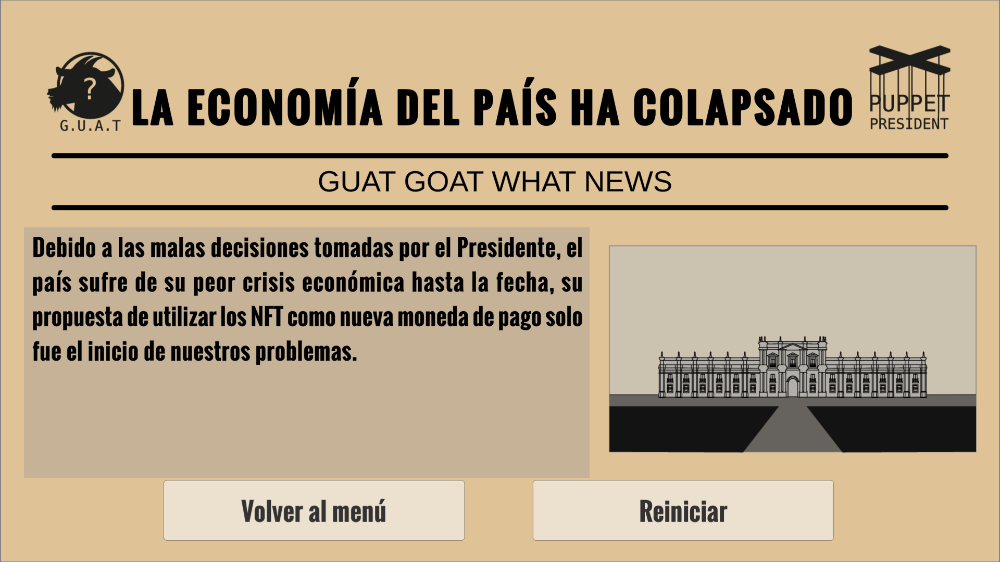 ?
G.U.A.T
LA ECONOMÍA DEL PAÍS HA COLAPSADO
PUPPET
PRESIDENT
GUAT GOAT WHAT NEWS
Debido a las malas decisiones tomadas por el Presidente, el
país sufre de su peor crisis económica hasta la fecha, su
propuesta de utilizar los NFT como nueva moneda de pago solo
fue el inicio de nuestros problemas.
Volver al menú
Reiniciar